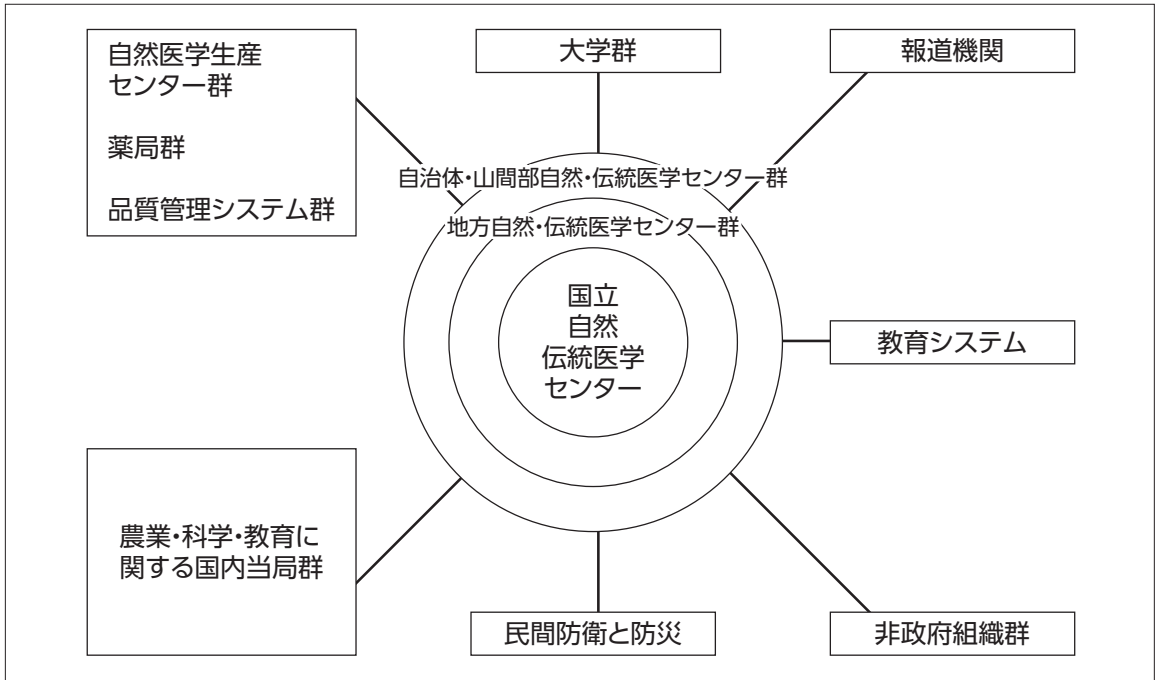 自然医学生産
センター群
薬局群
品質管理システム群
大学群
報道機関
自治体・山間部自然・伝統医学センター群
地方自然・伝統医学センター群
国立
自然
伝統医学
センター
教育システム
農業・科学・教育に
関する国内当局群
民間防衛と防災
非政府組織群